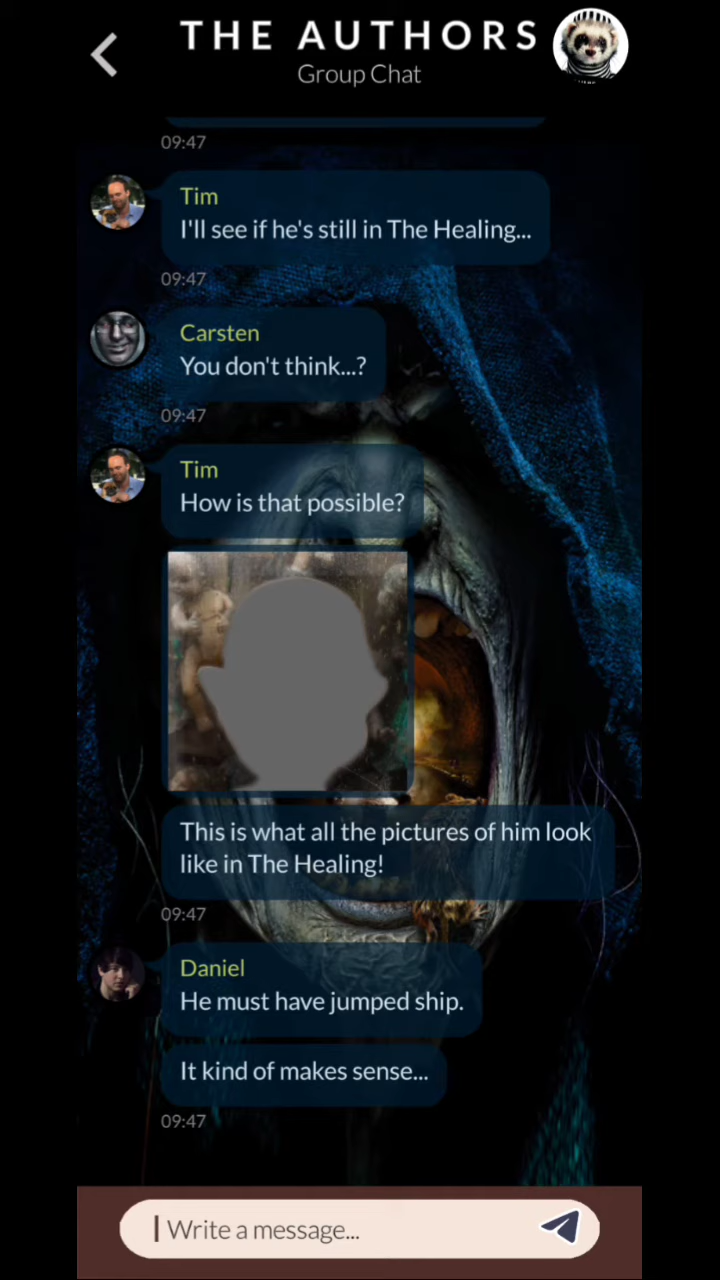 THE AUTHORS
Group Chat
09:47
Tim
I'll see if he's still in The Healing...
09:47
Carsten
You don't think...?
09:47
Tim
How is that possible?
This is what all the pictures of him look
like in The Healing!
09:47
Daniel
He must have jumped ship.
It kind of makes sense...
09:47
Write a message...